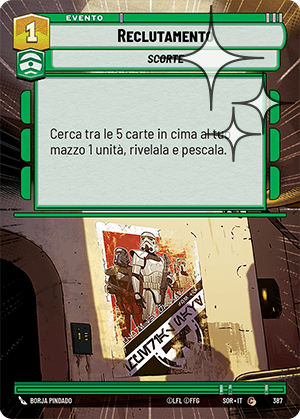 EVENTO
1
RECLUTAMENTO
SCORTE
Cerca tra le 5 carte in cima al tuo
mazzo 1 unità, rivelala e pescala.
BORJA PINDADO
©LFL ©FFG
SOR • IT
C
387